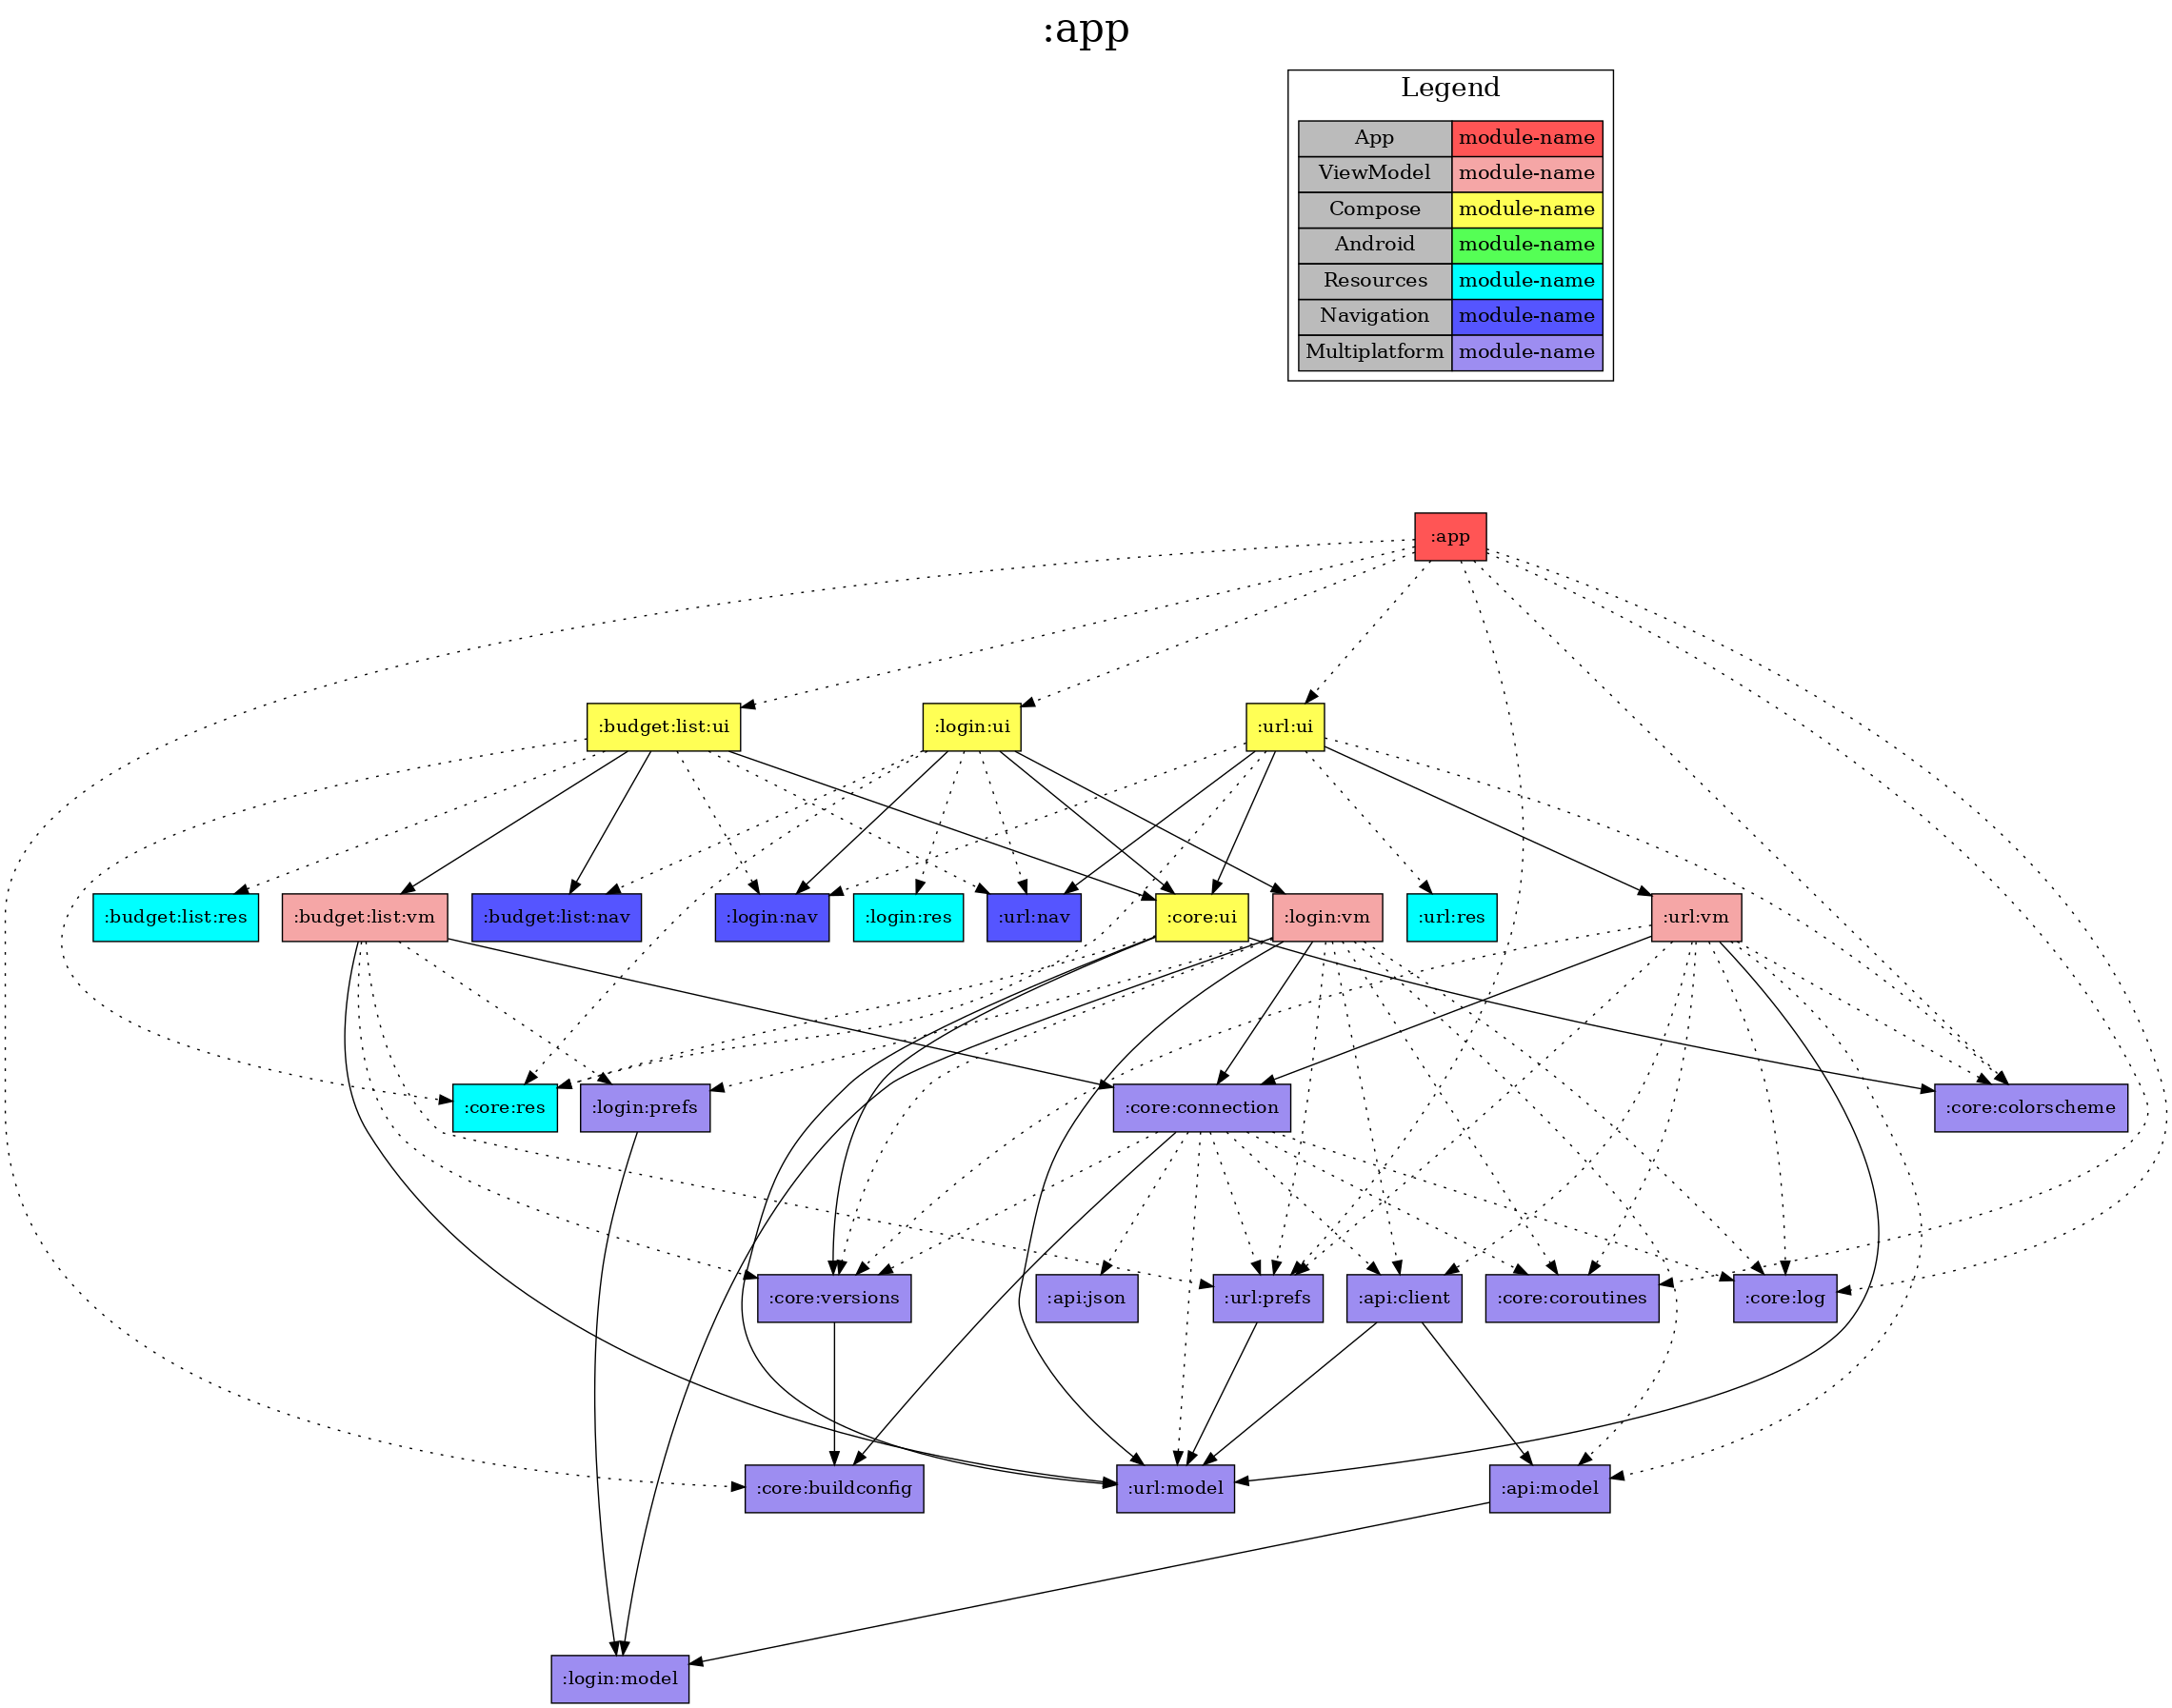 :app
Legend
App module-name
ViewModel module-name
Compose module-name
Android module-name
Resources module-name
Navigation module-name
Multiplatform module-name
:app
:budget:list:ui :login:ui :url:ui
:budget:list:res :budget:list:vm :budget:list:nav :login:nav :login:res :url:nav :core:ui :login:vm :url:res :url:vm
:core:res :login:prefs :core:connection :core:colorscheme
:core:versions :api:json :url:prefs :api:client :core:coroutines :core:log
:core:buildconfig :url:model :api:model
:login:model